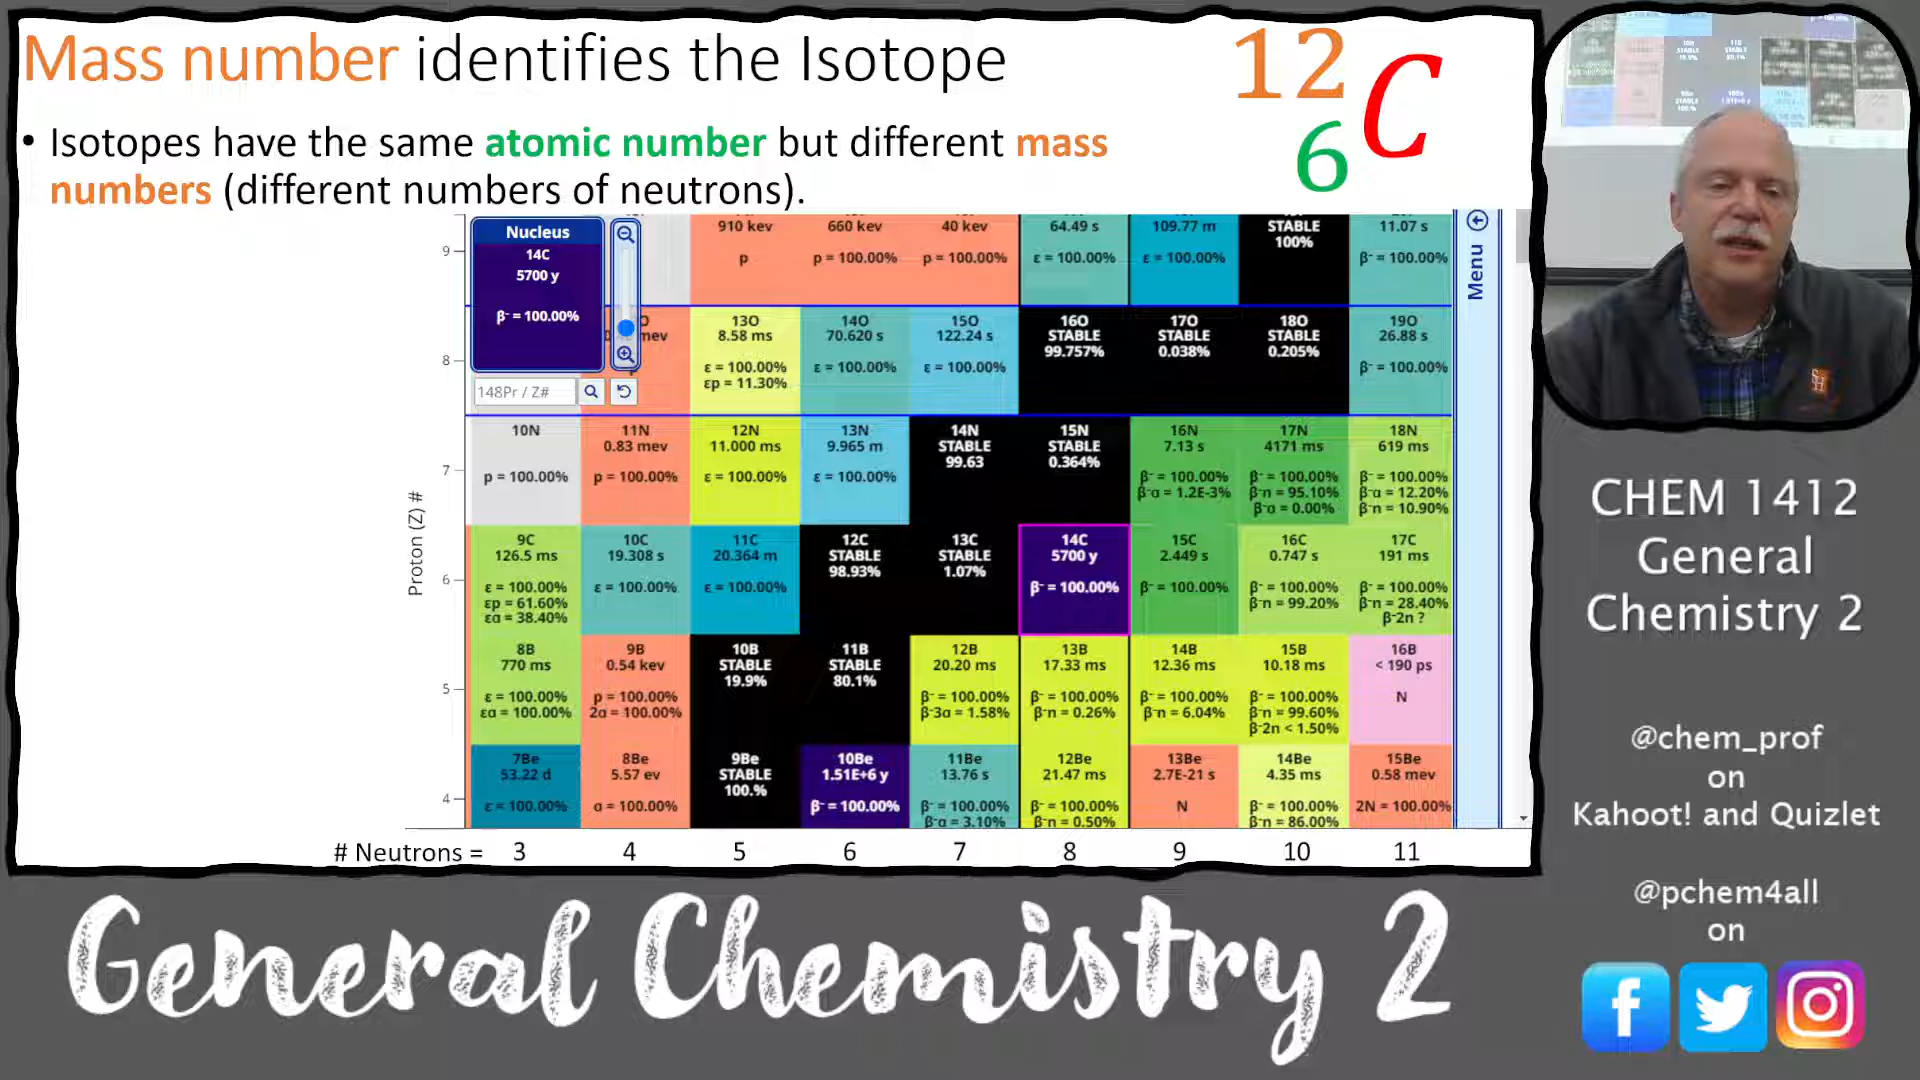 Mass number identifies the Isotope
12
6 C
• Isotopes have the same atomic number but different mass
numbers (different numbers of neutrons).
Nucleus
14C
5700 y
β⁻ = 100.00%
148Pr / Z#
Menu
Proton (Z) #
9
910 kev
p
660 kev
p = 100.00%
40 kev
p = 100.00%
64.49 s
ε = 100.00%
109.77 m
ε = 100.00%
STABLE
100%
11.07 s
β⁻ = 100.00%
8
mev
13O
8.58 ms
ε = 100.00%
εp = 11.30%
14O
70.620 s
ε = 100.00%
15O
122.24 s
ε = 100.00%
16O
STABLE
99.757%
17O
STABLE
0.038%
18O
STABLE
0.205%
19O
26.88 s
β⁻ = 100.00%
7
10N
p = 100.00%
11N
0.83 mev
p = 100.00%
12N
11.000 ms
ε = 100.00%
13N
9.965 m
ε = 100.00%
14N
STABLE
99.63
15N
STABLE
0.364%
16N
7.13 s
β⁻ = 100.00%
β⁻α = 1.2E-3%
17N
4171 ms
β⁻ = 100.00%
β⁻n = 95.10%
β⁻α = 0.00%
18N
619 ms
β⁻ = 100.00%
β⁻α = 12.20%
β⁻n = 10.90%
6
9C
126.5 ms
ε = 100.00%
εp = 61.60%
εα = 38.40%
10C
19.308 s
ε = 100.00%
11C
20.364 m
ε = 100.00%
12C
STABLE
98.93%
13C
STABLE
1.07%
14C
5700 y
β⁻ = 100.00%
15C
2.449 s
β⁻ = 100.00%
16C
0.747 s
β⁻ = 100.00%
β⁻n = 99.20%
17C
191 ms
β⁻ = 100.00%
β⁻n = 28.40%
β⁻2n ?
5
8B
770 ms
ε = 100.00%
εα = 100.00%
9B
0.54 kev
p = 100.00%
2α = 100.00%
10B
STABLE
19.9%
11B
STABLE
80.1%
12B
20.20 ms
β⁻ = 100.00%
β⁻3α = 1.58%
13B
17.33 ms
β⁻ = 100.00%
β⁻n = 0.26%
14B
12.36 ms
β⁻ = 100.00%
β⁻n = 6.04%
15B
10.18 ms
β⁻ = 100.00%
β⁻n = 99.60%
β⁻2n < 1.50%
16B
< 190 ps
N
4
7Be
53.22 d
ε = 100.00%
8Be
5.57 ev
α = 100.00%
9Be
STABLE
100.%
10Be
1.51E+6 y
β⁻ = 100.00%
11Be
13.76 s
β⁻ = 100.00%
β⁻α = 3.10%
12Be
21.47 ms
β⁻ = 100.00%
β⁻n = 0.50%
13Be
2.7E-21 s
N
14Be
4.35 ms
β⁻ = 100.00%
β⁻n = 86.00%
15Be
0.58 mev
2N = 100.00%
# Neutrons = 3 4 5 6 7 8 9 10 11
General Chemistry 2
CHEM 1412
General
Chemistry 2
@chem_prof
on
Kahoot! and Quizlet
@pchem4all
on